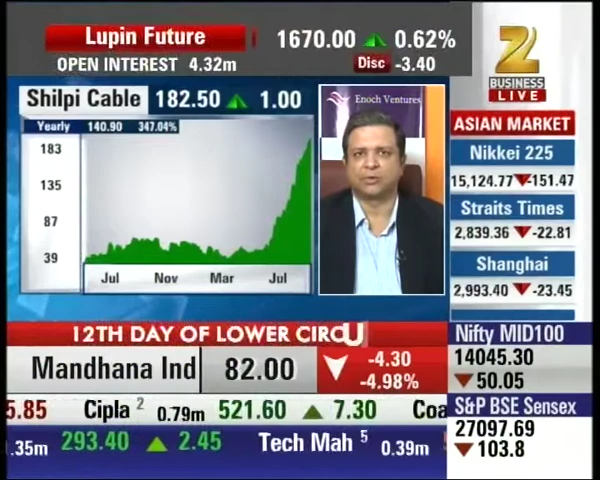 Lupin Future
1670.00 0.62%
OPEN INTEREST 4.32m
Disc -3.40
Z
BUSINESS
LIVE
Shilpi Cable 182.50 1.00
Yearly 140.90 347.04%
183
135
87
39
Jul Nov Mar Jul
Enoch Ventures
ASIAN MARKET
Nikkei 225
15,124.77 -151.47
Straits Times
2,839.36 -22.81
Shanghai
2,993.40 -23.45
12TH DAY OF LOWER CIRCU
Mandhana Ind 82.00 -4.30
-4.98%
Nifty MID100
14045.30
50.05
S&P BSE Sensex
27097.69
103.8
5.85 Cipla 2 0.79m 521.60 7.30 Coa
.35m 293.40 2.45 Tech Mah 5 0.39m